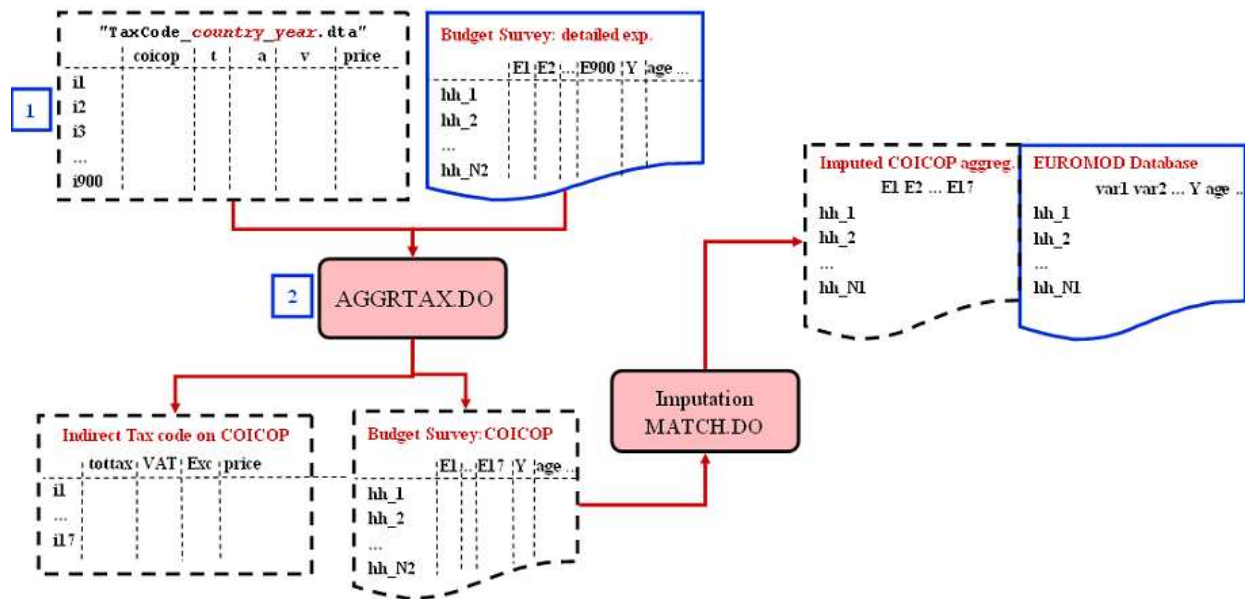 "TaxCode_country_year.dta"
coicop t a v price
i1
i2
i3
...
i900
1
Budget Survey: detailed exp.
E1 E2 ... E900 Y age ...
hh_1
hh_2
...
hh_N2
2
AGGRTAX.DO
Indirect Tax code on COICOP
tottax VAT Exc price
i1
...
i17
Budget Survey:COICOP
E1 .. E17 Y age ...
hh_1
hh_2
...
hh_N2
Imputation
MATCH.DO
Imputed COICOP aggreg.
E1 E2 ... E17
hh_1
hh_2
...
hh_N1
EUROMOD Database
var1 var2 ... Y age ..
hh_1
hh_2
...
hh_N1